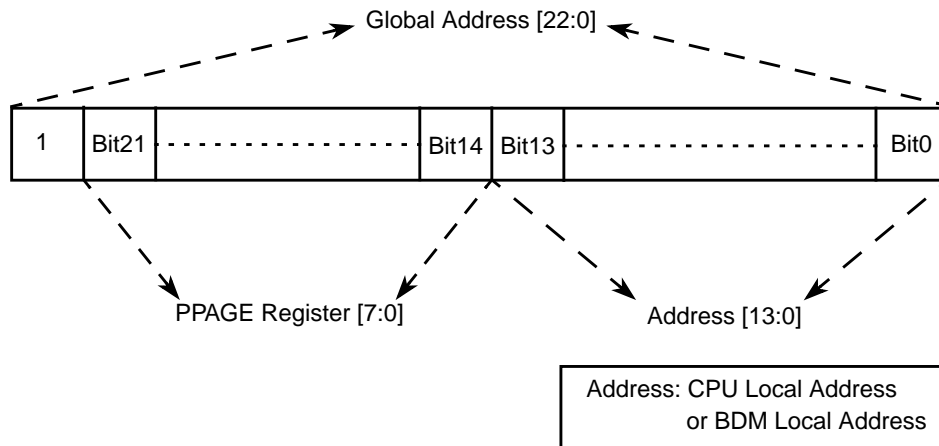 Global Address [22:0]
1 Bit21 Bit14 Bit13 Bit0
PPAGE Register [7:0]
Address [13:0]
Address: CPU Local Address
or BDM Local Address